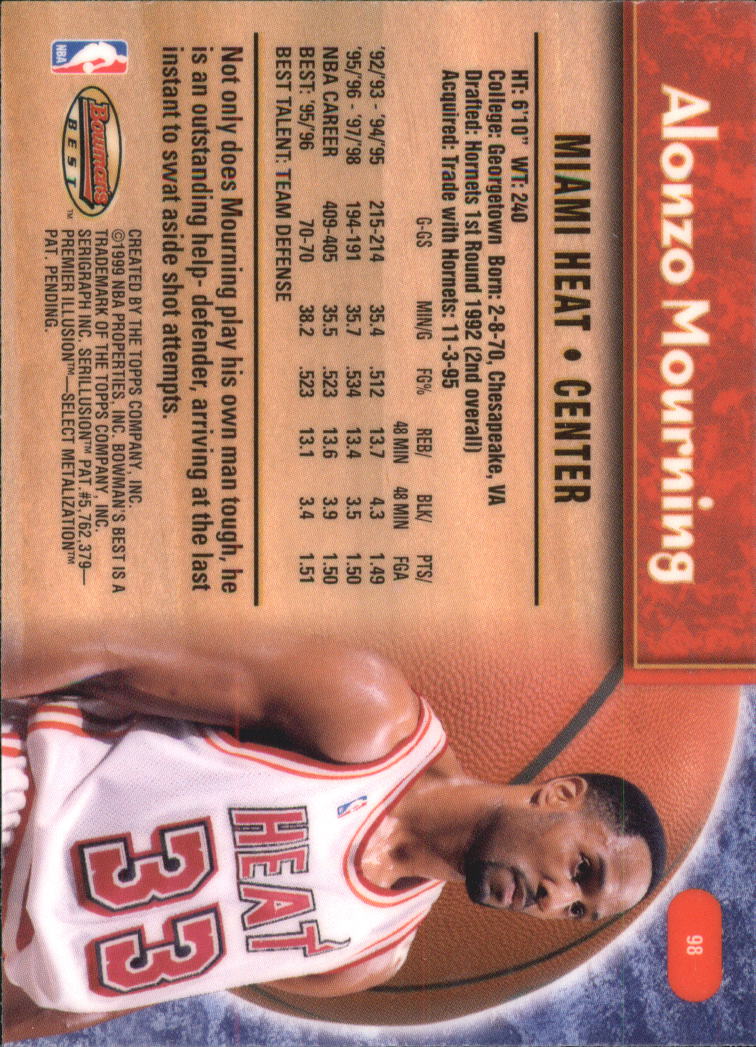 Alonzo Mourning
98
MIAMI HEAT • CENTER
HT: 6'10" WT: 240
College: Georgetown Born: 2-8-70, Chesapeake, VA
Drafted: Hornets 1st Round 1992 (2nd overall)
Acquired: Trade with Hornets: 11-3-95
REB/ BLK/ PTS/
G-GS MIN/G FG% 48 MIN 48 MIN FGA
'92/'93 - '94/'95 215-214 35.4 .512 13.7 4.3 1.49
'95/'96 - '97/'98 194-191 35.7 .534 13.4 3.5 1.50
NBA CAREER 409-405 35.5 .523 13.6 3.9 1.50
BEST: '95/'96 70-70 38.2 .523 13.1 3.4 1.51
BEST TALENT: TEAM DEFENSE
Not only does Mourning play his own man tough, he
is an outstanding help- defender, arriving at the last
instant to swat aside shot attempts.
HEAT
33
NBA
Bowman's
BEST™
CREATED BY THE TOPPS COMPANY, INC.
©1999 NBA PROPERTIES, INC. BOWMAN'S BEST IS A
TRADEMARK OF THE TOPPS COMPANY, INC.
SERIGRAPH INC. SERILLUSION™ PAT.#5,762,379—
PREMIER ILLUSION™—SELECT METALIZATION™
PAT. PENDING.